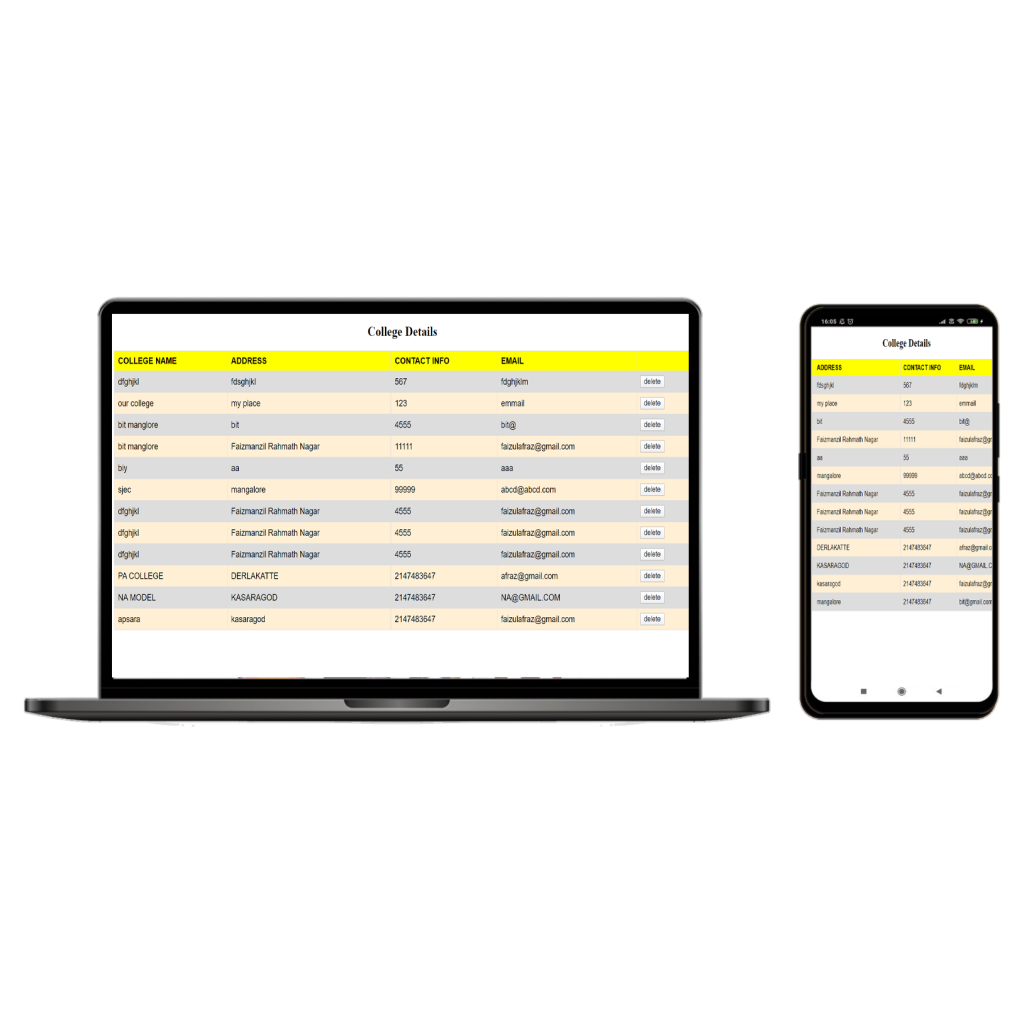 College Details
COLLEGE NAME ADDRESS CONTACT INFO EMAIL
dfghjkl fdsghjkl 567 fdghjklm delete
our college my place 123 emmail delete
bit manglore bit 4555 bit@ delete
bit manglore Faizmanzil Rahmath Nagar 11111 faizulafraz@gmail.com delete
biy aa 55 aaa delete
sjec mangalore 99999 abcd@abcd.com delete
dfghjkl Faizmanzil Rahmath Nagar 4555 faizulafraz@gmail.com delete
dfghjkl Faizmanzil Rahmath Nagar 4555 faizulafraz@gmail.com delete
dfghjkl Faizmanzil Rahmath Nagar 4555 faizulafraz@gmail.com delete
PA COLLEGE DERLAKATTE 2147483647 afraz@gmail.com delete
NA MODEL KASARAGOD 2147483647 NA@GMAIL.COM delete
apsara kasaragod 2147483647 faizulafraz@gmail.com delete
16:05
College Details
ADDRESS CONTACT INFO EMAIL
fdsghjkl 567 fdghjklm
my place 123 emmail
bit 4555 bit@
Faizmanzil Rahmath Nagar 11111 faizulafraz@gr
aa 55 aaa
mangalore 99999 abcd@abcd.co
Faizmanzil Rahmath Nagar 4555 faizulafraz@gr
Faizmanzil Rahmath Nagar 4555 faizulafraz@gr
Faizmanzil Rahmath Nagar 4555 faizulafraz@gr
DERLAKATTE 2147483647 afraz@gmail.c
KASARAGOD 2147483647 NA@GMAIL.C
kasaragod 2147483647 faizulafraz@gr
mangalore 2147483647 bit@gmail.com